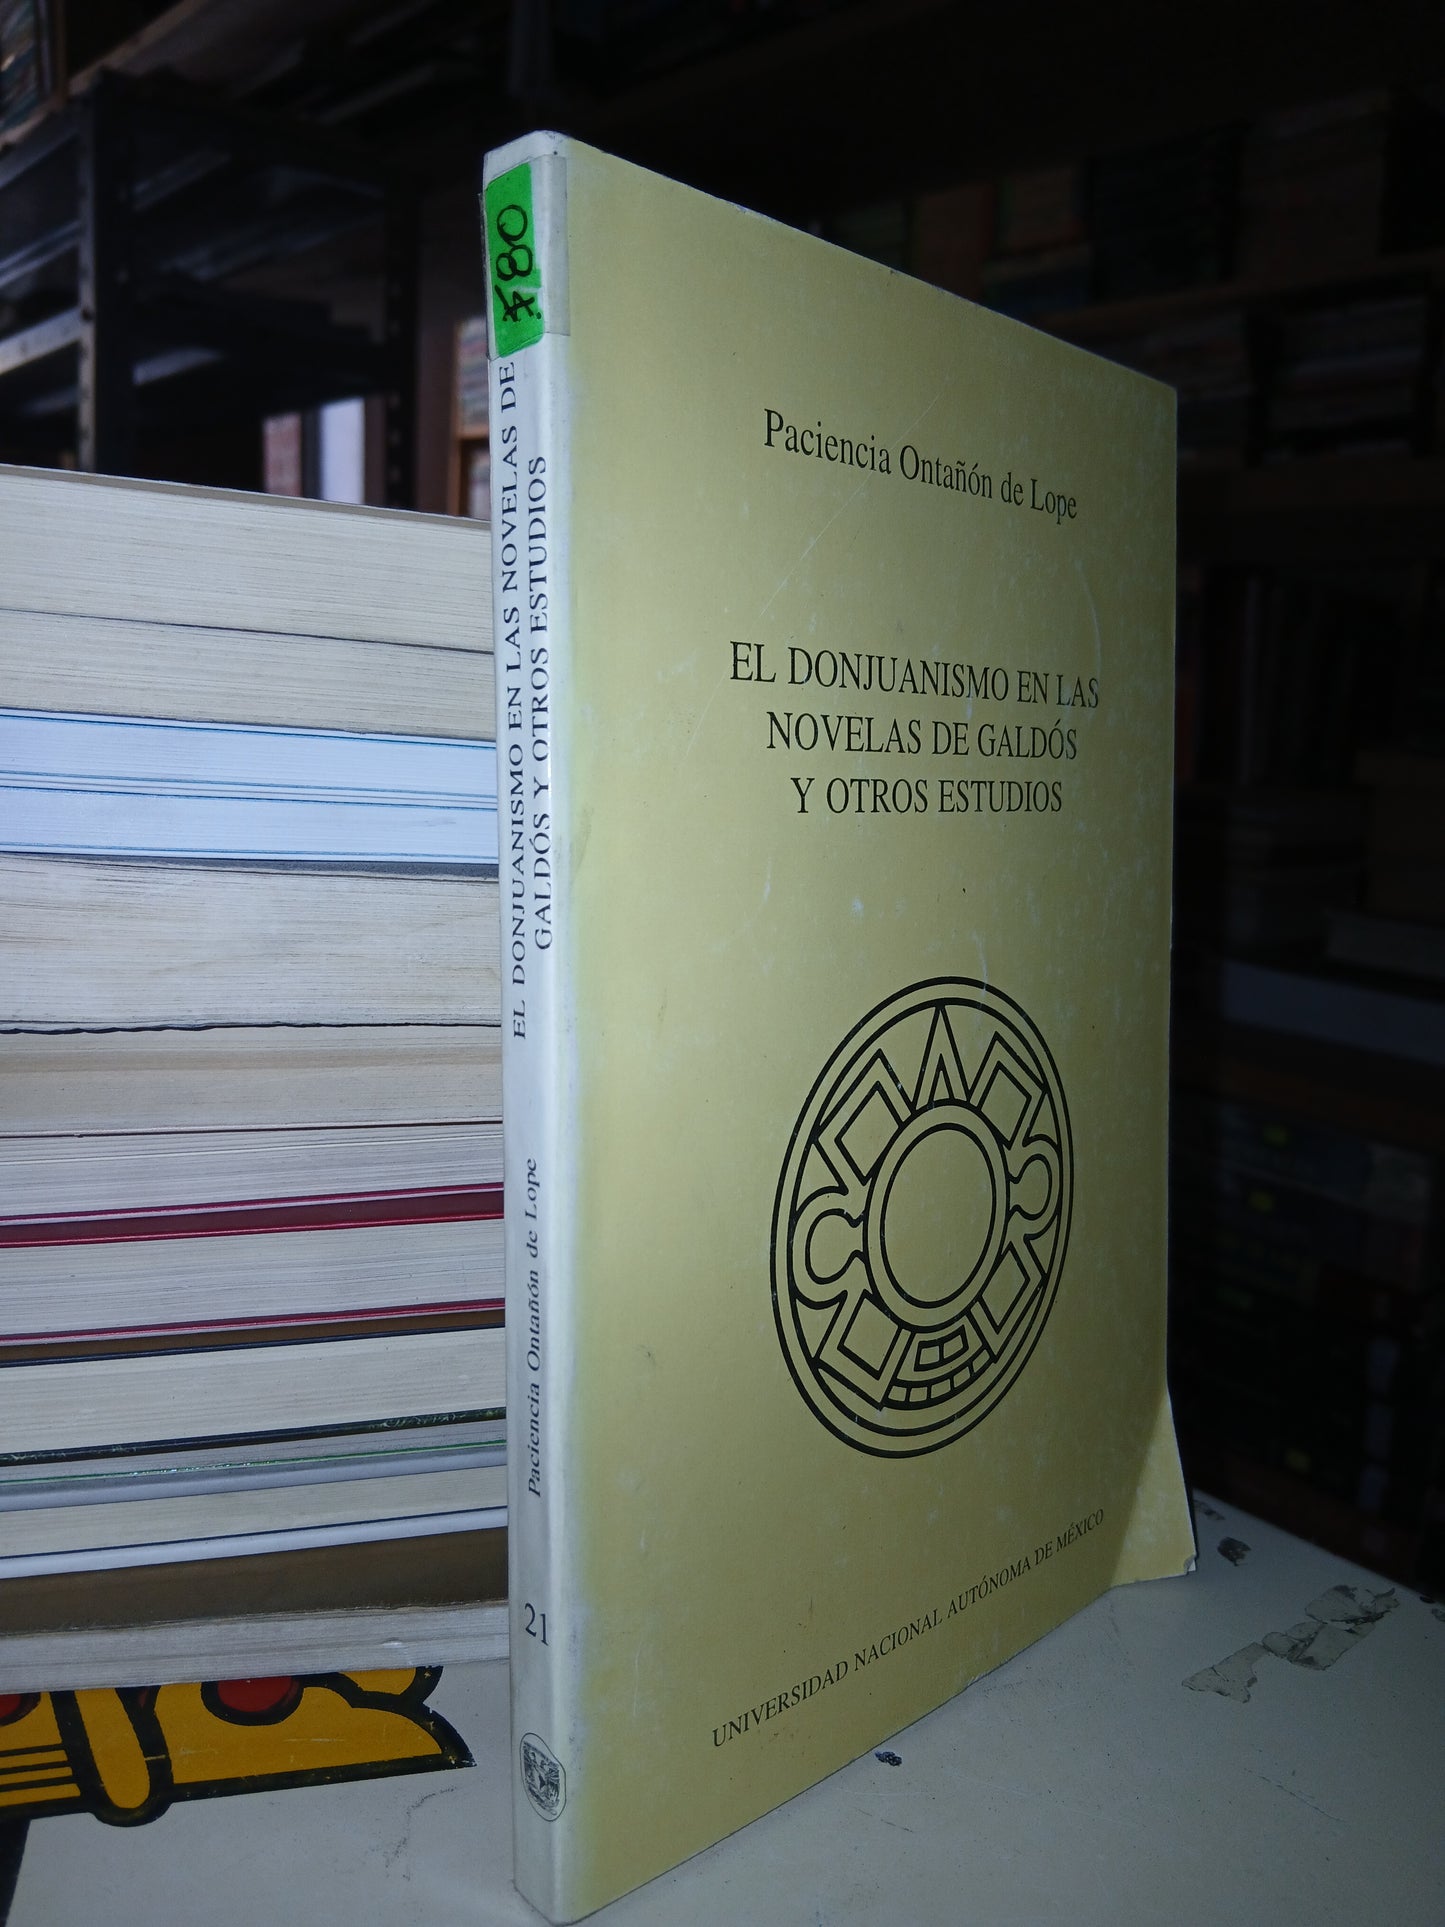 $80
EL DONJUANISMO EN LAS NOVELAS DE
GALDÓS Y OTROS ESTUDIOS
Paciencia Ontañón de Lope
21
Paciencia Ontañón de Lope
EL DONJUANISMO EN LAS
NOVELAS DE GALDÓS
Y OTROS ESTUDIOS
UNIVERSIDAD NACIONAL AUTÓNOMA DE MÉXICO